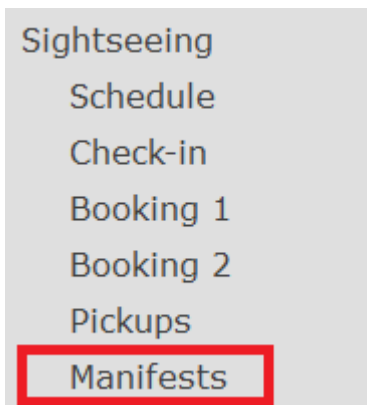 Sightseeing
Schedule
Check-in
Booking 1
Booking 2
Pickups
Manifests